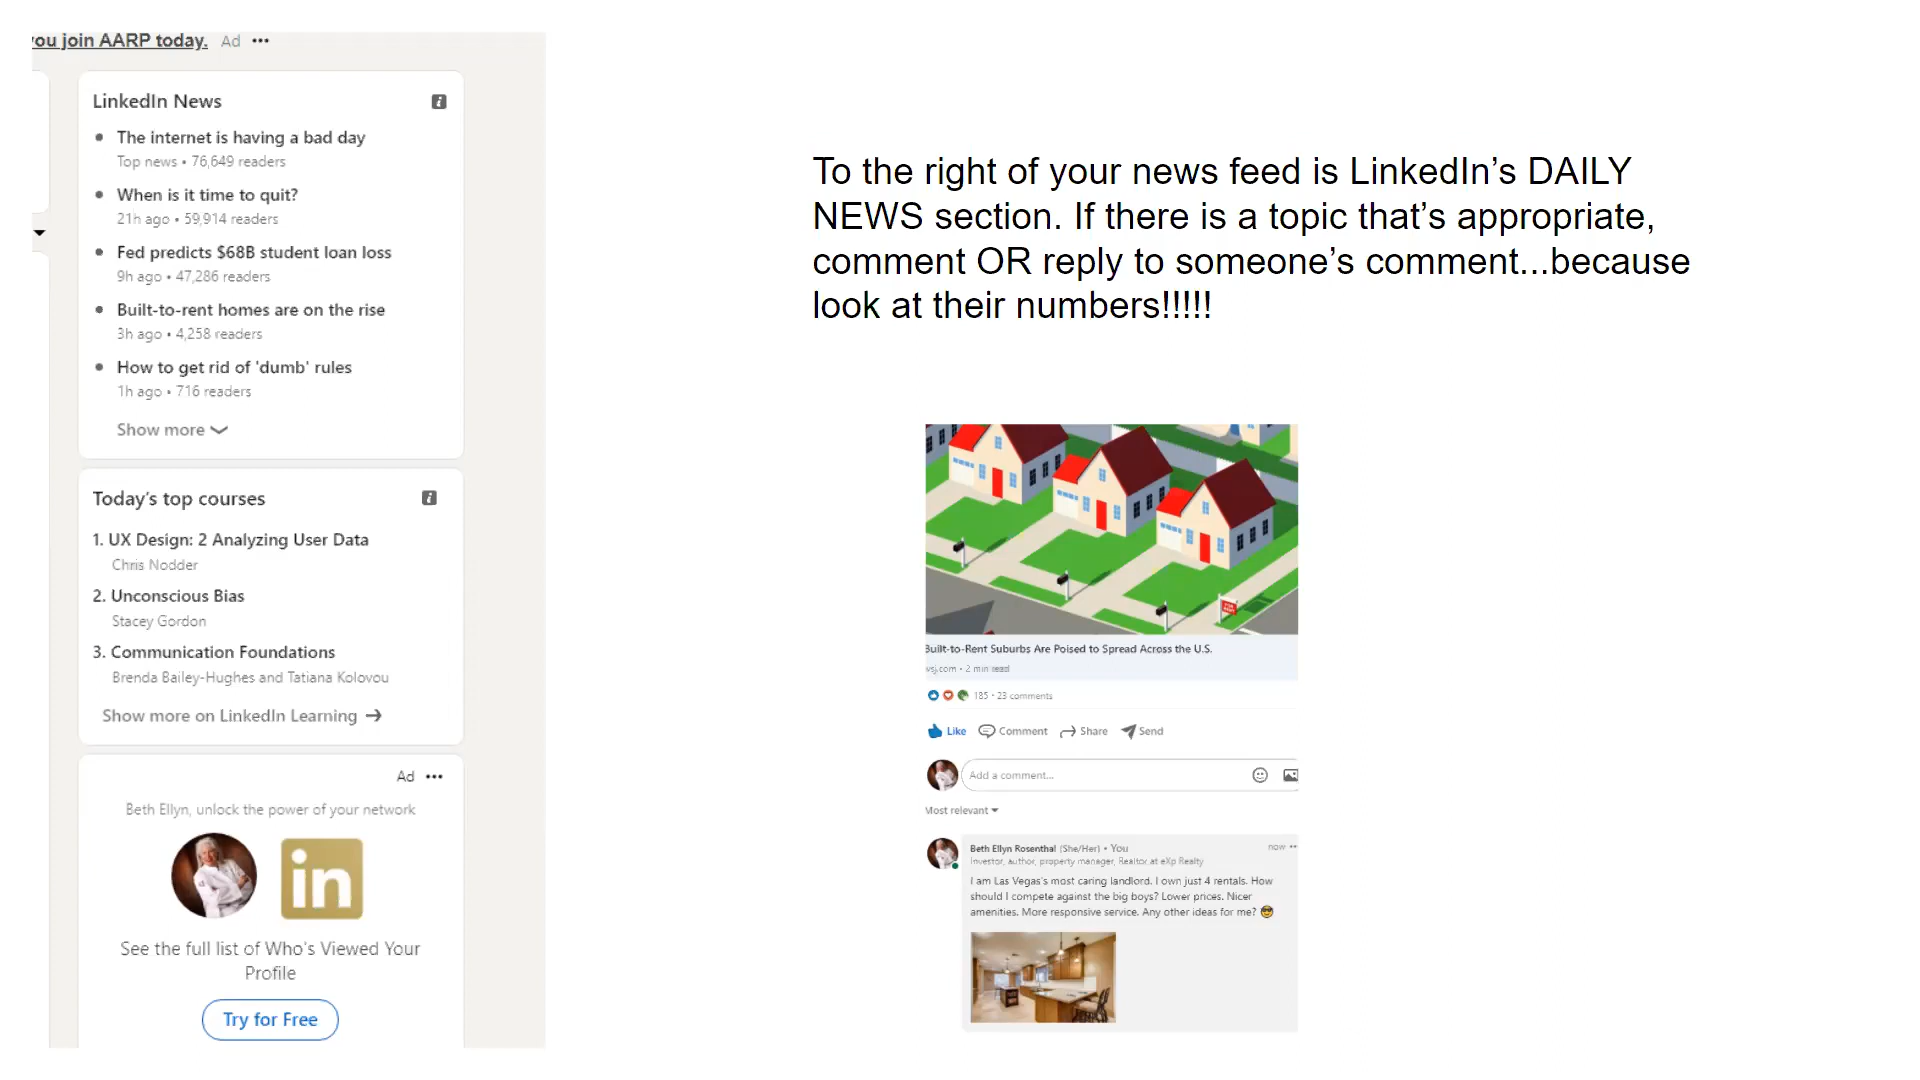 you join AARP today. Ad •••
LinkedIn News
• The internet is having a bad day
Top news • 76,649 readers
• When is it time to quit?
21h ago • 59,914 readers
• Fed predicts $68B student loan loss
9h ago • 47,286 readers
• Built-to-rent homes are on the rise
3h ago • 4,258 readers
• How to get rid of 'dumb' rules
1h ago • 716 readers
Show more
Today's top courses
1. UX Design: 2 Analyzing User Data
Chris Nodder
2. Unconscious Bias
Stacey Gordon
3. Communication Foundations
Brenda Bailey-Hughes and Tatiana Kolovou
Show more on LinkedIn Learning →
Ad •••
Beth Ellyn, unlock the power of your network
in
See the full list of Who's Viewed Your
Profile
Try for Free
To the right of your news feed is LinkedIn’s DAILY
NEWS section. If there is a topic that’s appropriate,
comment OR reply to someone’s comment...because
look at their numbers!!!!!
FOR RENT
Built-to-Rent Suburbs Are Poised to Spread Across the U.S.
wsj.com • 2 min read
185 • 23 comments
Like Comment Share Send
Add a comment...
Most relevant
Beth Ellyn Rosenthal (She/Her) • You now
Investor, author, property manager, Realtor at eXp Realty
I am Las Vegas's most caring landlord. I own just 4 rentals. How
should I compete against the big boys? Lower prices. Nicer
amenities. More responsive service. Any other ideas for me? 😎